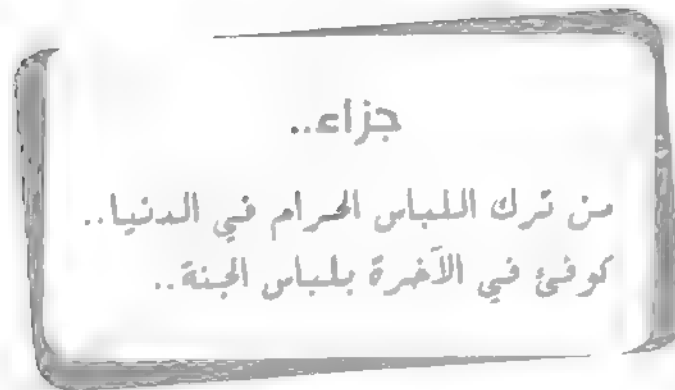 جزاء..
من ترك اللباس الحرام في الدنيا..
كوفئ في الآخرة بلباس الجنة..